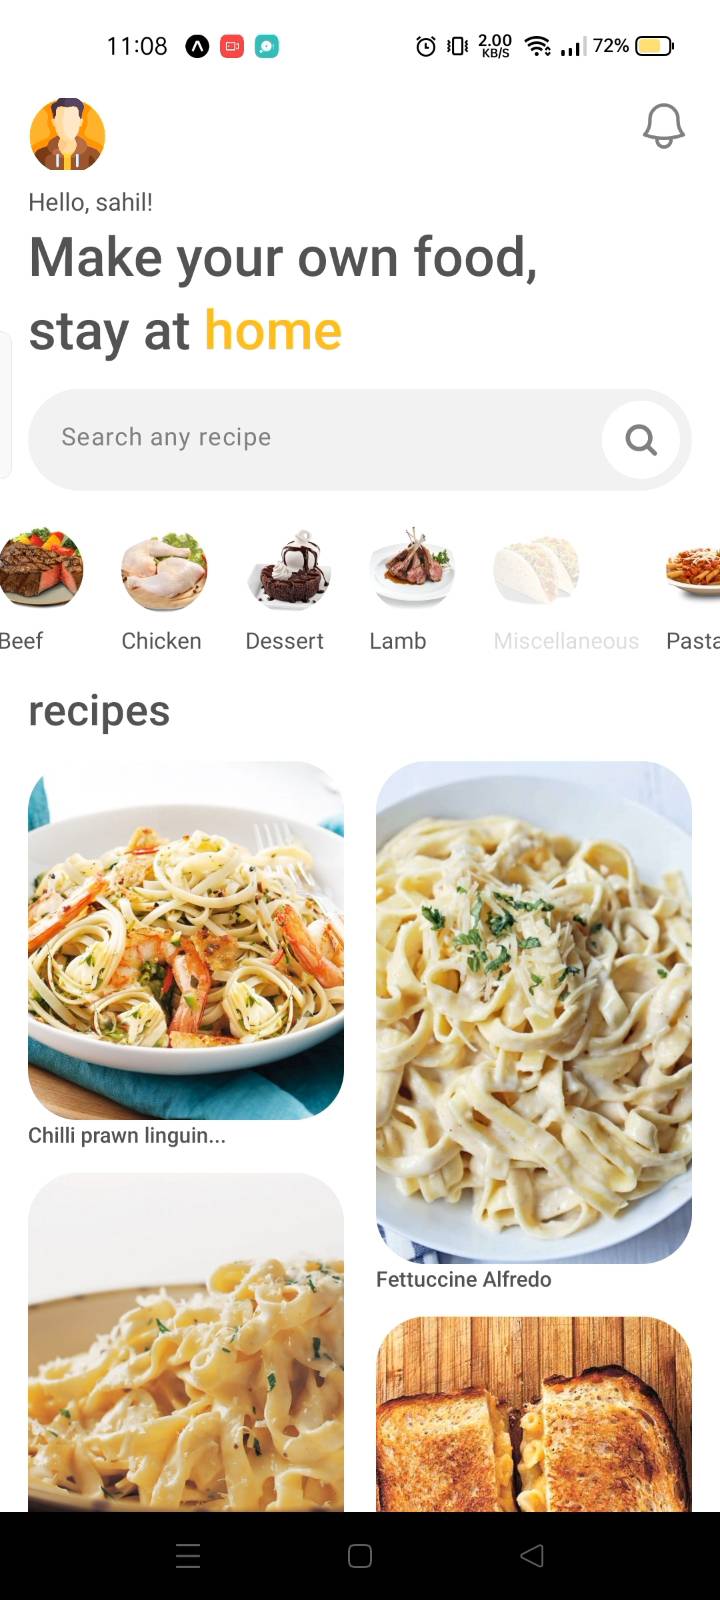 11:08
2.00
KB/S
72%
Hello, sahil!
Make your own food,
stay at home
Search any recipe
Beef
Chicken
Dessert
Lamb
Miscellaneous
Pasta
recipes
Chilli prawn linguin...
Fettuccine Alfredo